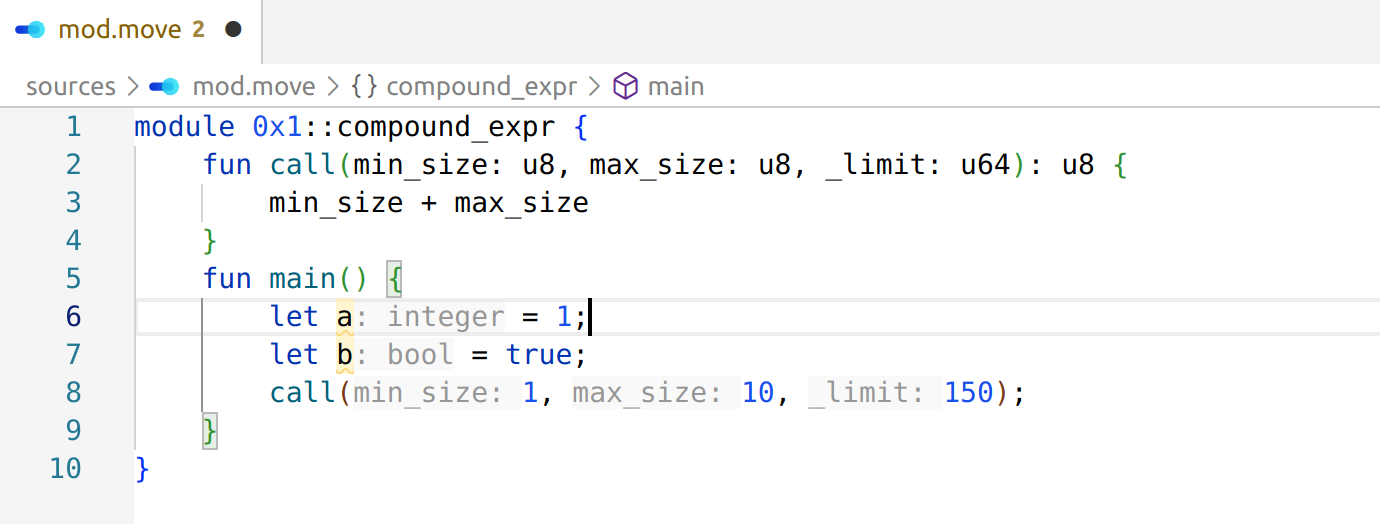 mod.move 2
sources > mod.move > {} compound_expr > main
1 module 0x1::compound_expr {
2     fun call(min_size: u8, max_size: u8, _limit: u64): u8 {
3         min_size + max_size
4     }
5     fun main() {
6         let a: integer = 1;
7         let b: bool = true;
8         call(min_size: 1, max_size: 10, _limit: 150);
9     }
10 }